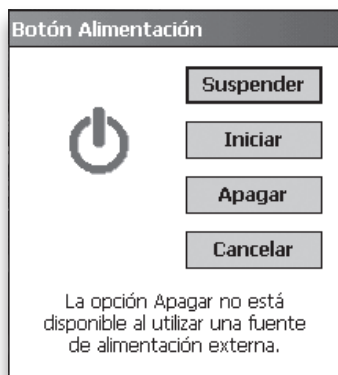 Botón Alimentación
Suspender
Iniciar
Apagar
Cancelar
La opción Apagar no está
disponible al utilizar una fuente
de alimentación externa.